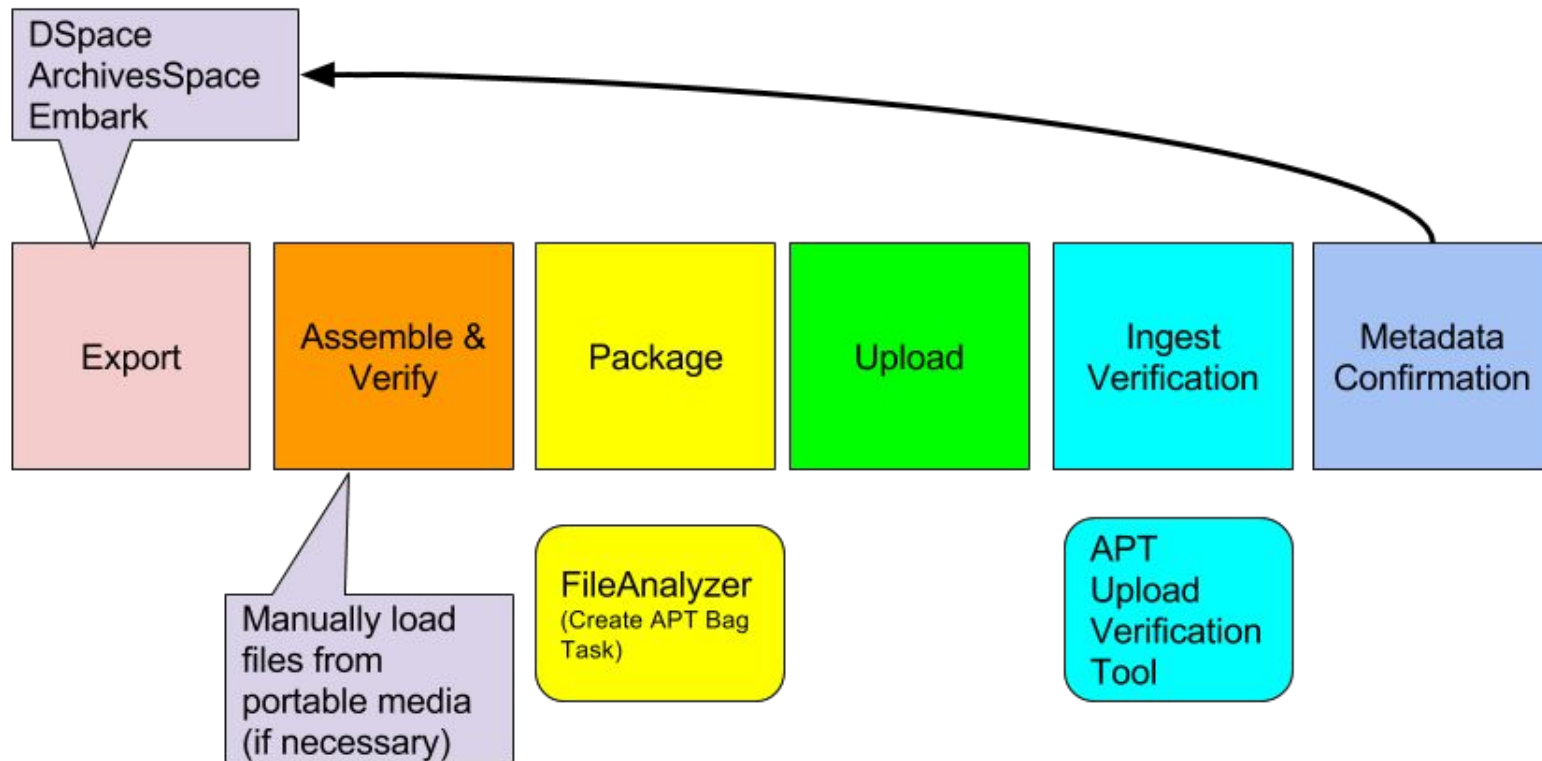 DSpace
ArchivesSpace
Embark
Export
Assemble &
Verify
Package
Upload
Ingest
Verification
Metadata
Confirmation
Manually load
files from
portable media
(if necessary)
FileAnalyzer
(Create APT Bag
Task)
APT
Upload
Verification
Tool